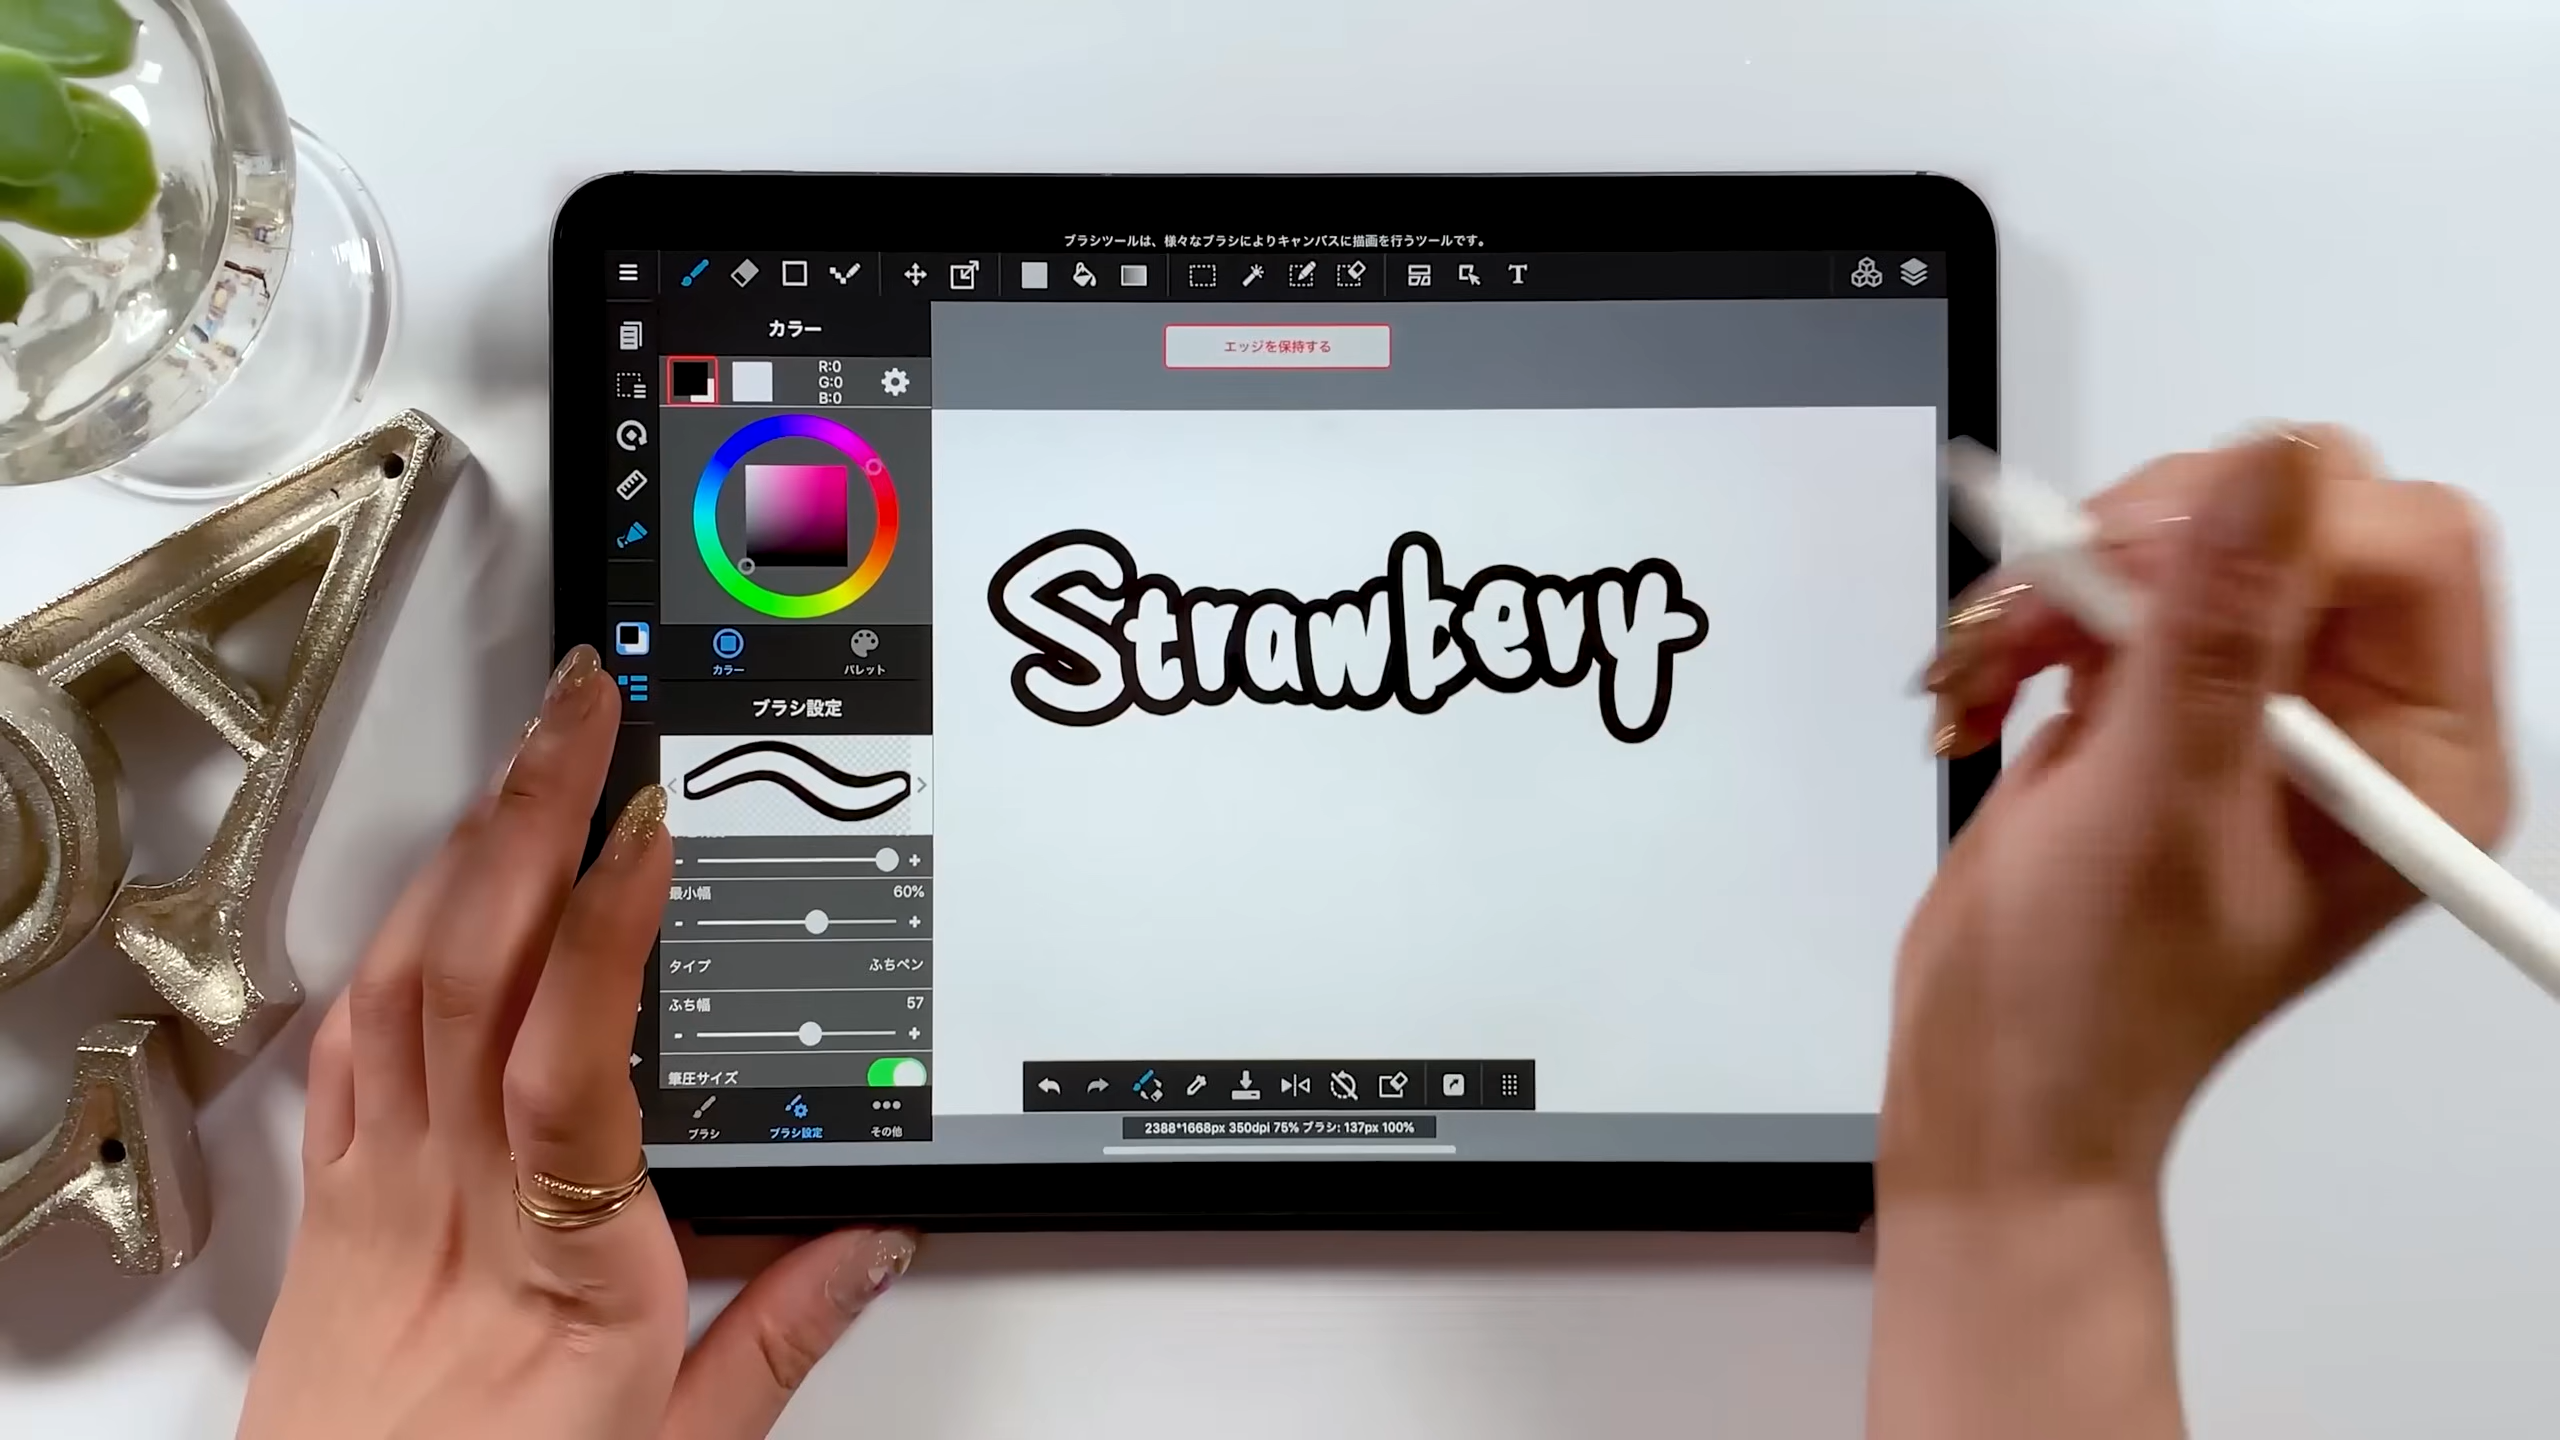 ブラシツールは、様々なブラシによりキャンバスに描画を行うツールです。
T
カラー
R:0
G:0
B:0
エッジを保持する
Strawbery
カラー
パレット
ブラシ設定
最小幅 60%
タイプ ふちペン
ふち幅 57
筆圧サイズ
ブラシ
ブラシ設定
その他
2388*1668px 350dpi 75% ブラシ: 137px 100%